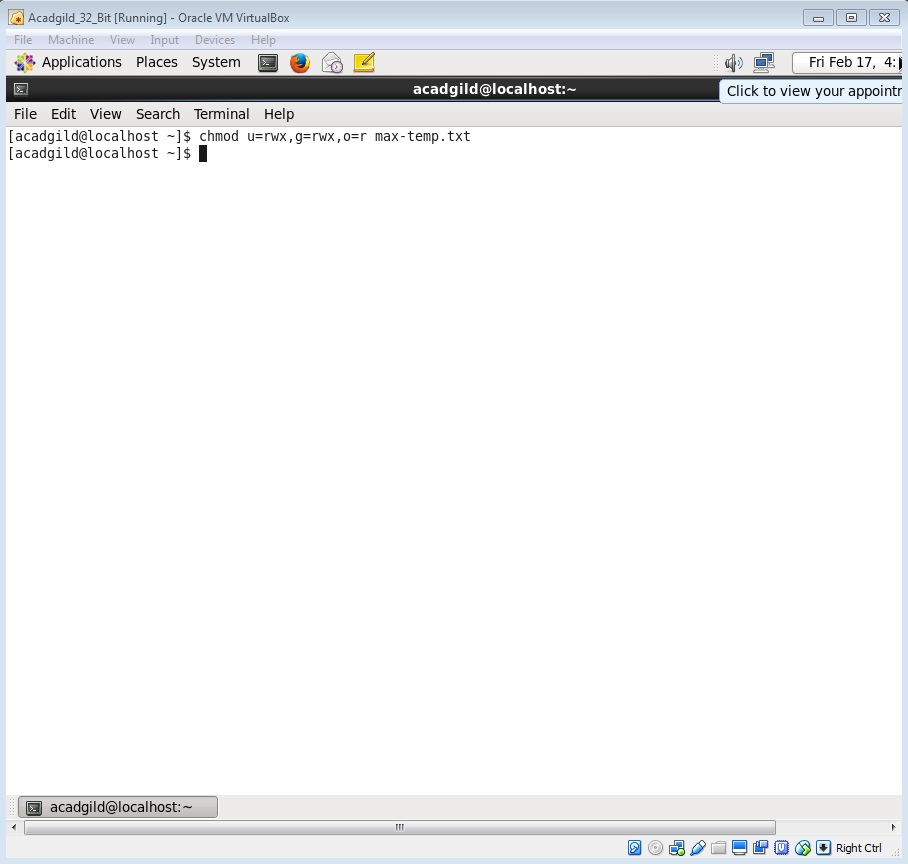 Acadgild_32_Bit [Running] - Oracle VM VirtualBox
File Machine View Input Devices Help
Applications Places System Fri Feb 17, 4:
acadgild@localhost:~
Click to view your appointr
File Edit View Search Terminal Help
[acadgild@localhost ~]$ chmod u=rwx,g=rwx,o=r max-temp.txt
[acadgild@localhost ~]$
acadgild@localhost:~
Right Ctrl